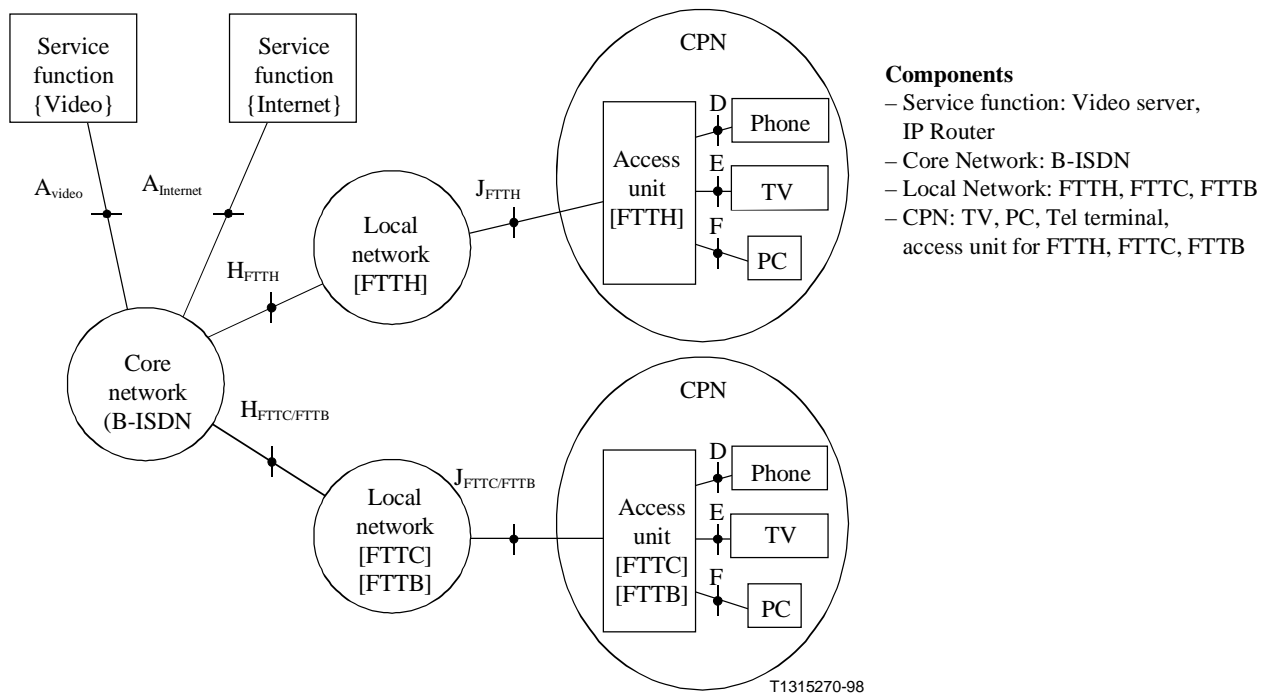 Service
function
{Video}
Service
function
{Internet}
A_video
A_Internet
Core
network
(B-ISDN
H_FTTH
Local
network
[FTTH]
J_FTTH
CPN
Access
unit
[FTTH]
D
Phone
E
TV
F
PC
H_FTTC/FTTB
Local
network
[FTTC]
[FTTB]
J_FTTC/FTTB
CPN
Access
unit
[FTTC]
[FTTB]
D
Phone
E
TV
F
PC
Components
– Service function: Video server,
IP Router
– Core Network: B-ISDN
– Local Network: FTTH, FTTC, FTTB
– CPN: TV, PC, Tel terminal,
access unit for FTTH, FTTC, FTTB
T1315270-98